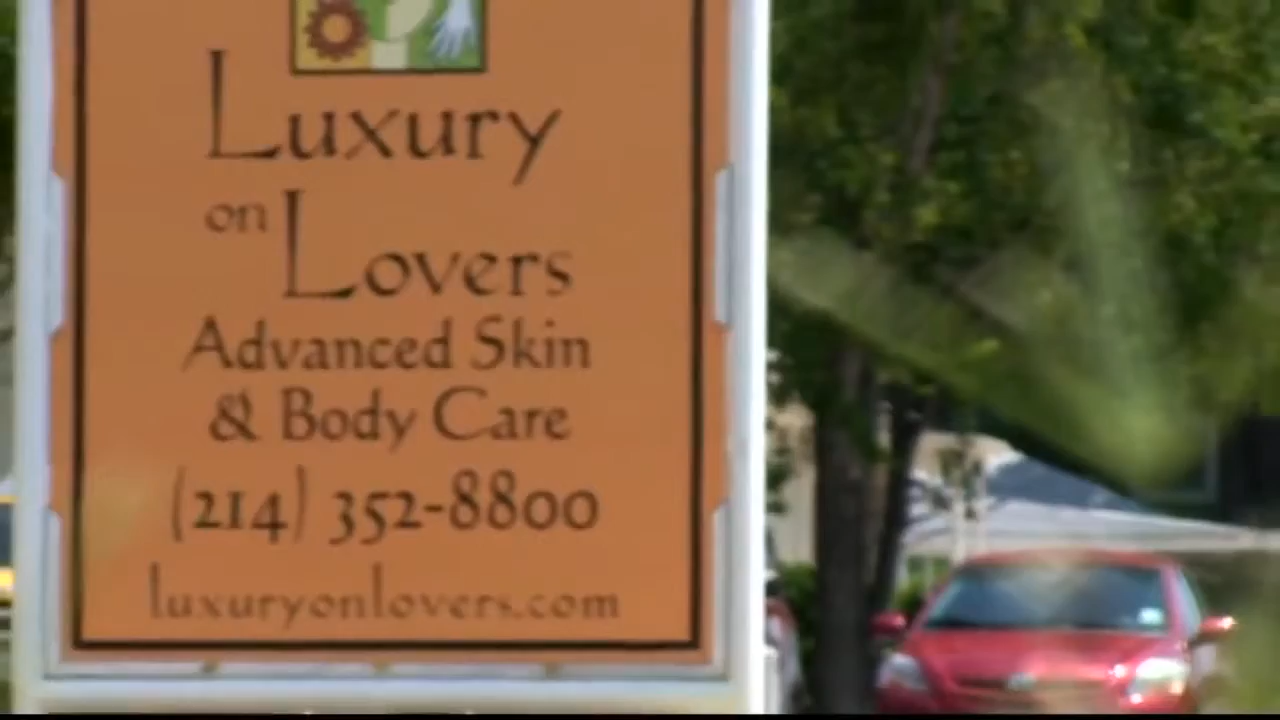 Luxury
on Lovers
Advanced Skin
& Body Care
(214) 352-8800
luxuryonlovers.com